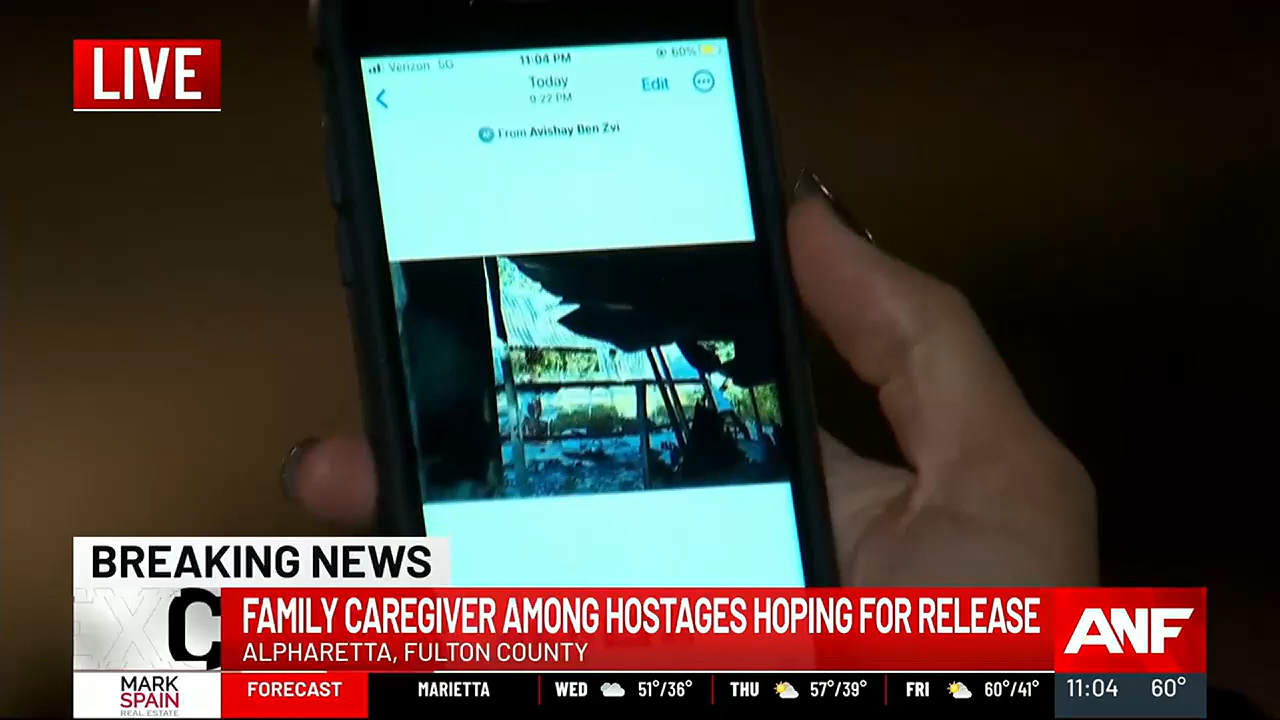 LIVE
Verizon 5G
11:04 PM
60%
Today
9:22 PM
Edit
From Avishay Ben Zvi
BREAKING NEWS
EXC
FAMILY CAREGIVER AMONG HOSTAGES HOPING FOR RELEASE
ALPHARETTA, FULTON COUNTY
ANF
MARK
SPAIN
REAL ESTATE
FORECAST
MARIETTA
WED 51°/36°
THU 57°/39°
FRI 60°/41°
11:04 60°